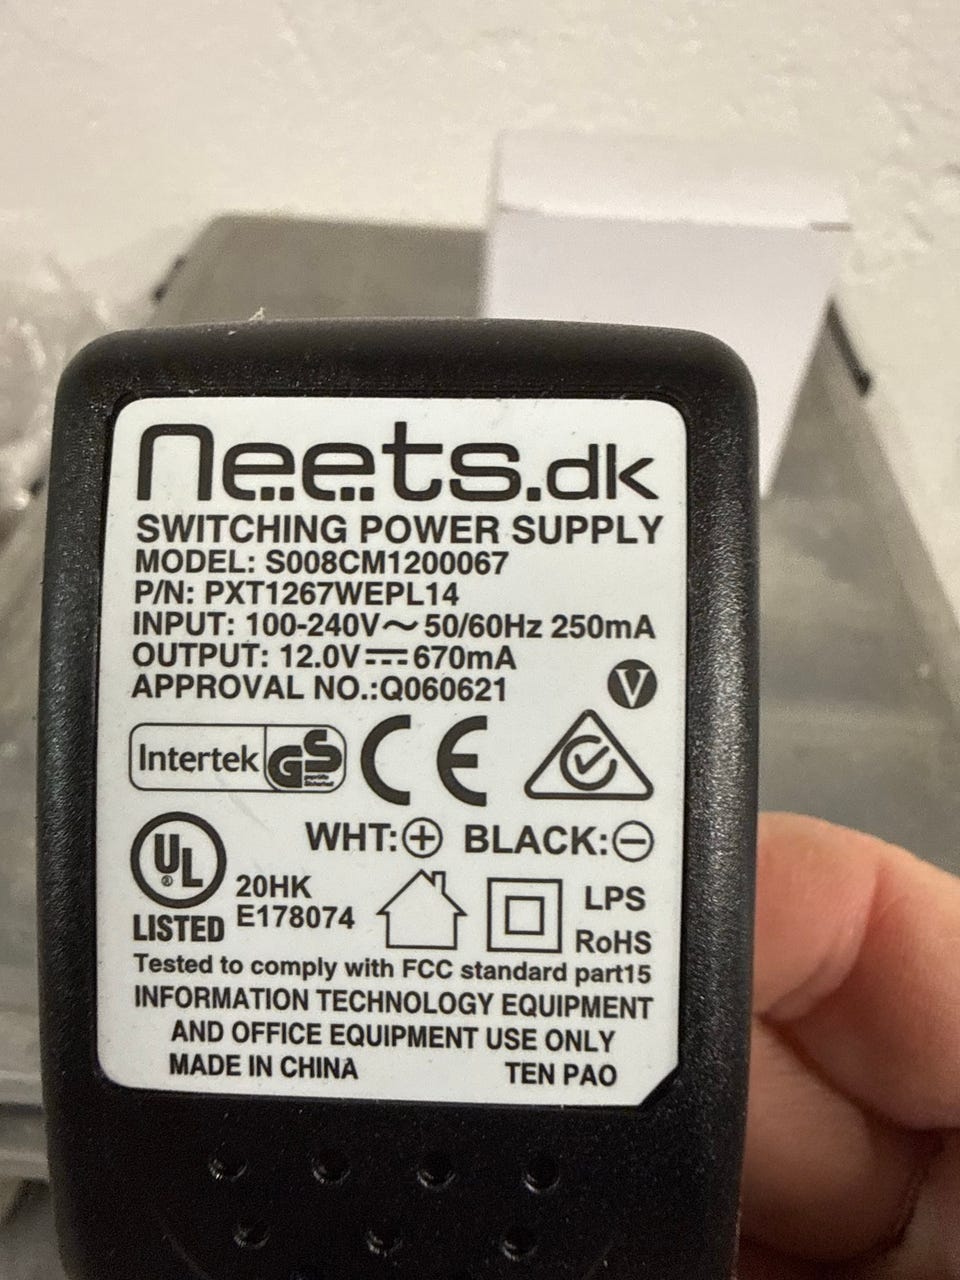 neets.dk
SWITCHING POWER SUPPLY
MODEL: S008CM1200067
P/N: PXT1267WEPL14
INPUT: 100-240V～50/60Hz 250mA
OUTPUT: 12.0V⎓670mA
APPROVAL NO.:Q060621
V
Intertek GS geprüfte Sicherheit
CE
WHT:⊕ BLACK:⊖
UL ®
LISTED
20HK
E178074
LPS
RoHS
Tested to comply with FCC standard part15
INFORMATION TECHNOLOGY EQUIPMENT
AND OFFICE EQUIPMENT USE ONLY
MADE IN CHINA TEN PAO